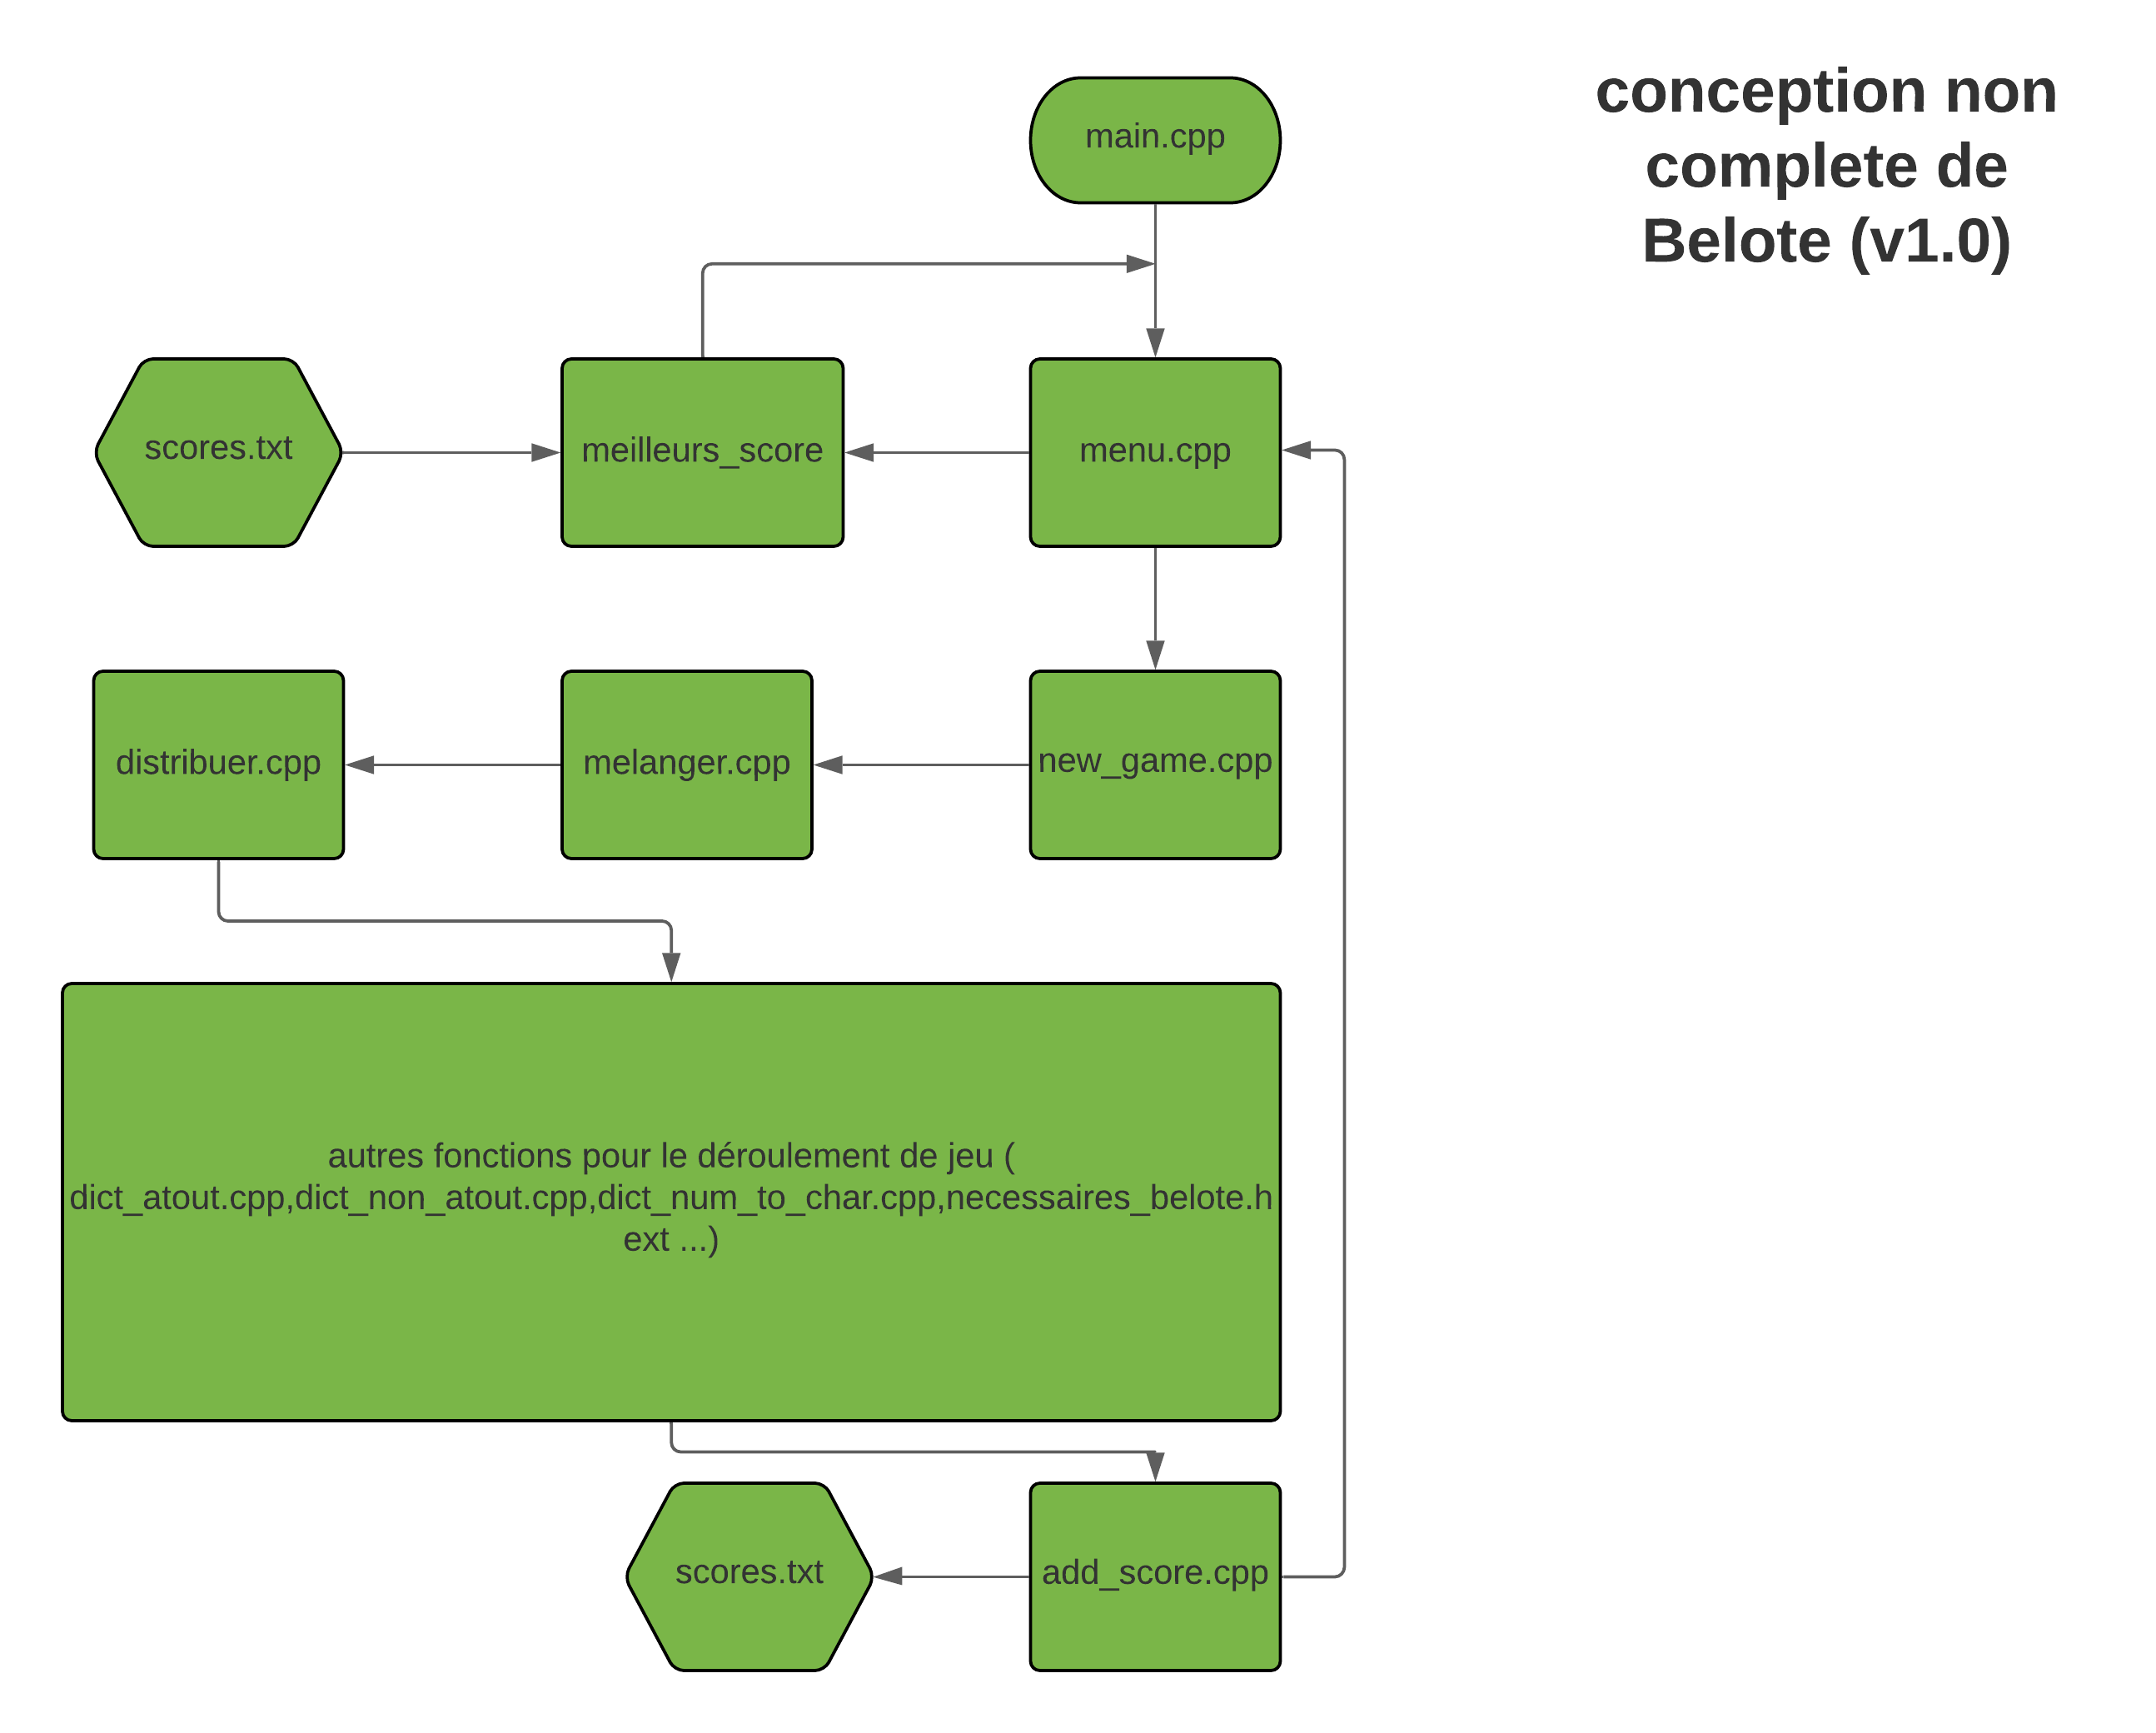 conception non
complete de
Belote (v1.0)
main.cpp
scores.txt
meilleurs_score
menu.cpp
distribuer.cpp
melanger.cpp
new_game.cpp
autres fonctions pour le déroulement de jeu (
dict_atout.cpp,dict_non_atout.cpp,dict_num_to_char.cpp,necessaires_belote.h
ext ...)
scores.txt
add_score.cpp